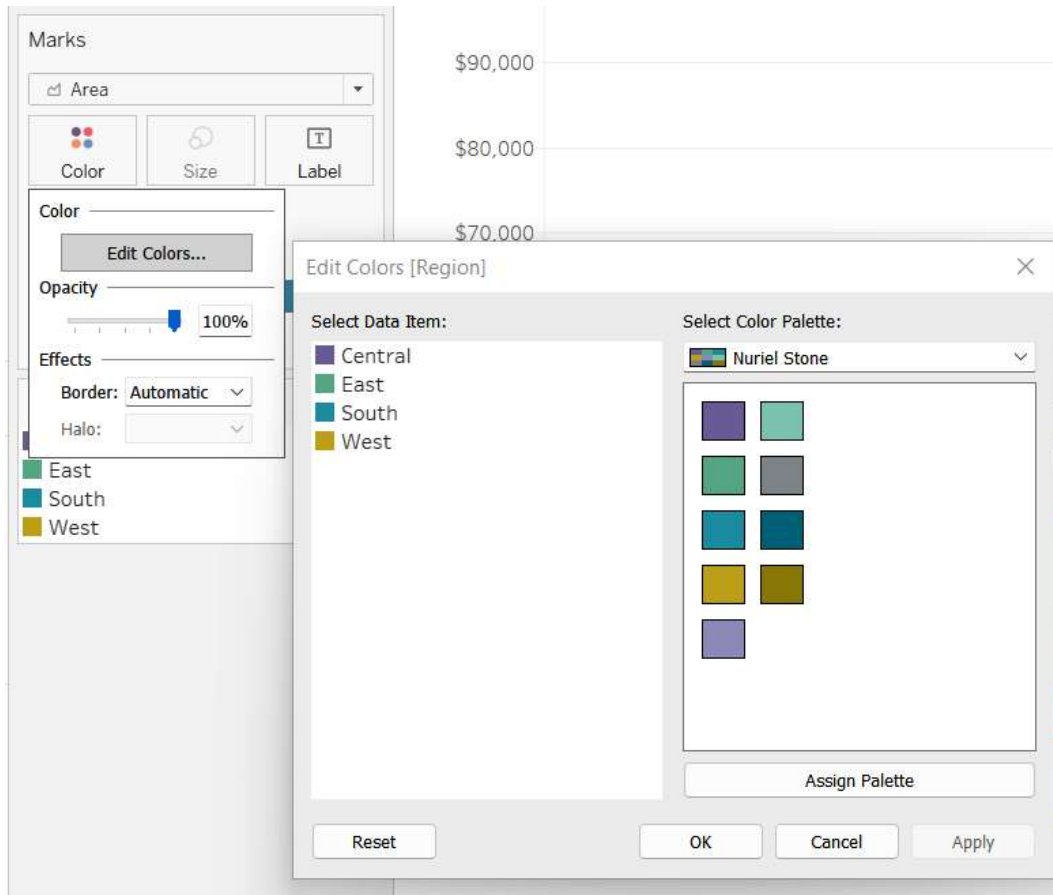 Marks
Area
Color Size Label
Color
Edit Colors...
Opacity
100%
Effects
Border: Automatic
Halo:
East
South
West
$90,000
$80,000
$70,000
Edit Colors [Region]
Select Data Item:
Central
East
South
West
Select Color Palette:
Nuriel Stone
Assign Palette
Reset OK Cancel Apply